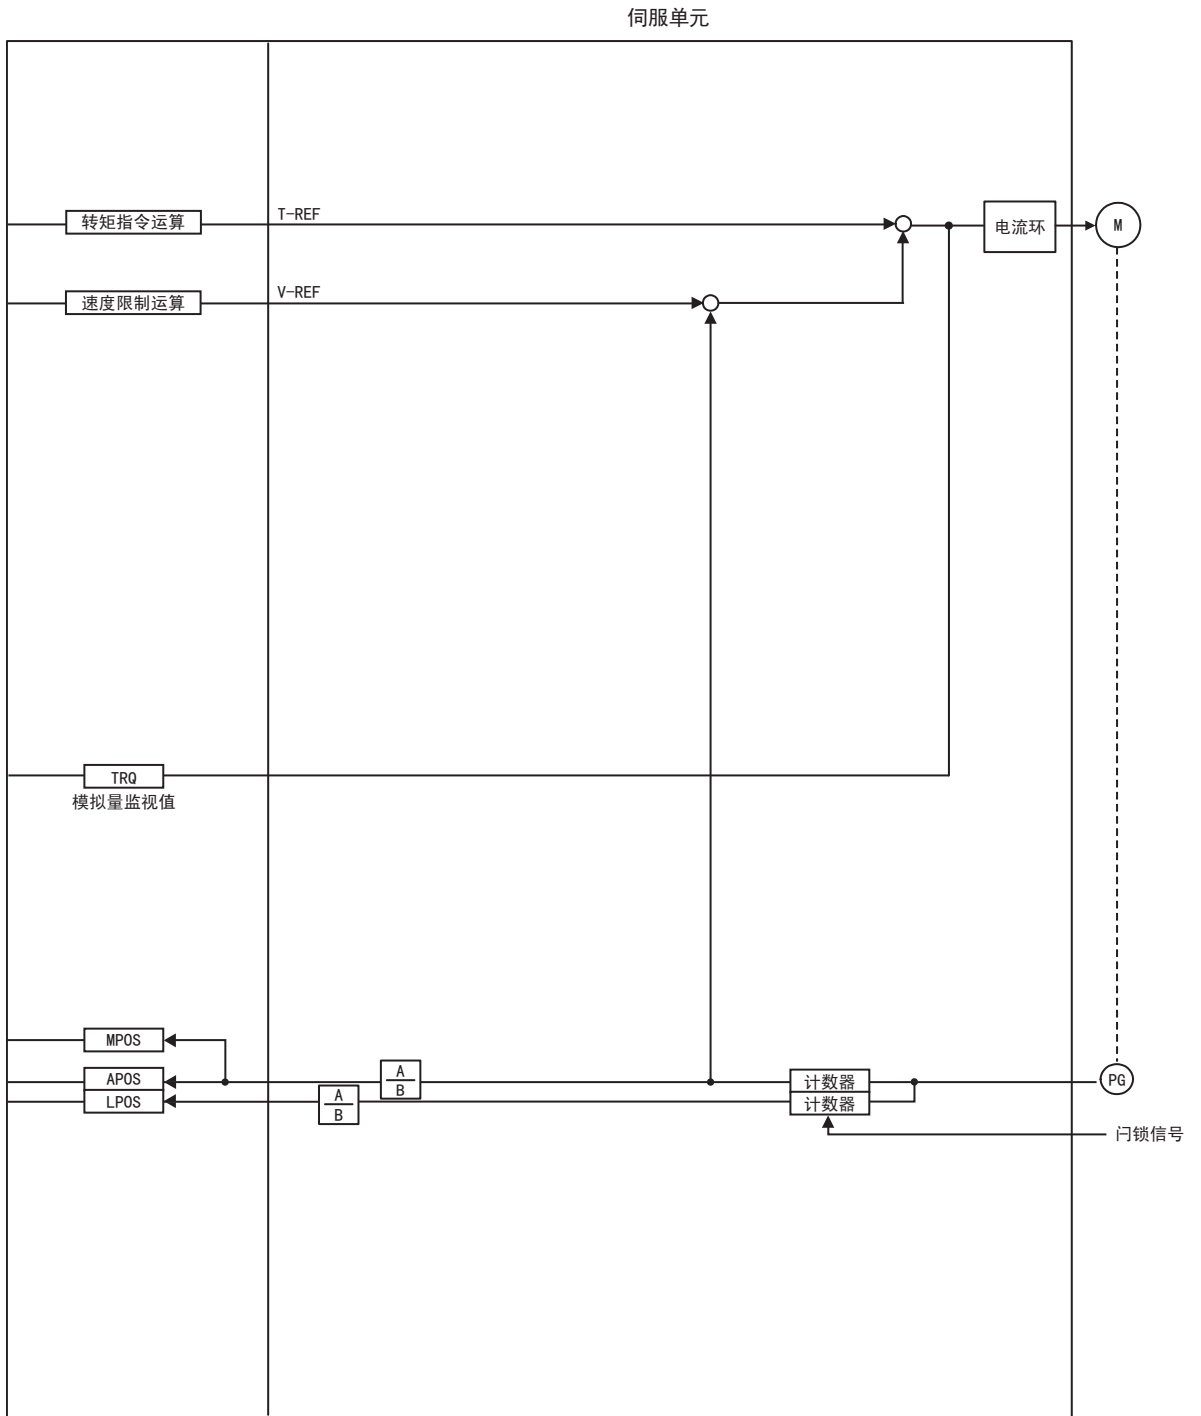 伺服单元
转矩指令运算
T-REF
电流环
M
速度限制运算
V-REF
TRQ
模拟量监视值
MPOS
APOS
LPOS
A
B
A
B
计数器
计数器
PG
闩锁信号